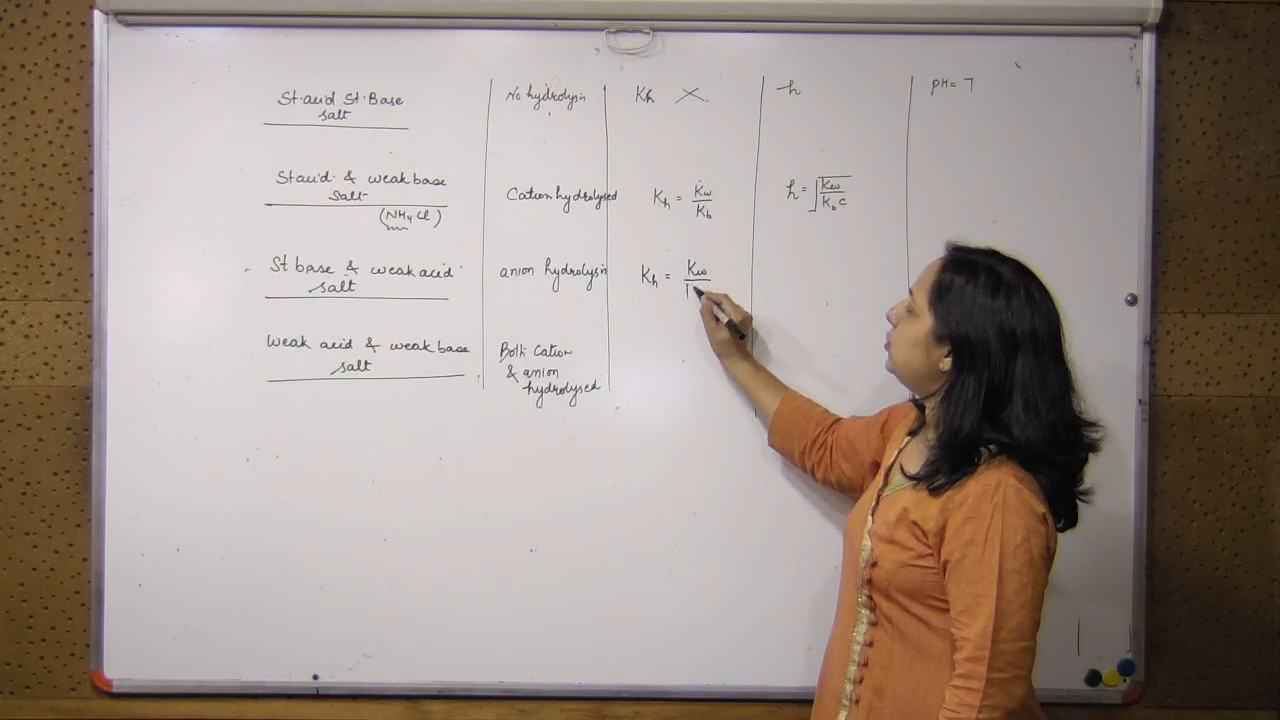 St. acid St. Base
salt
No hydrolysis
Kh ×
h
pH = 7
St acid & weak base
salt
(NH4 Cl)
Cation hydrolysed
Kh = Kw / Kb
h = √ Kw / Kb c
St base & weak acid
salt
anion hydrolysis
Kh = Kw
Weak acid & weak base
salt
Both Cation
& anion
hydrolysed